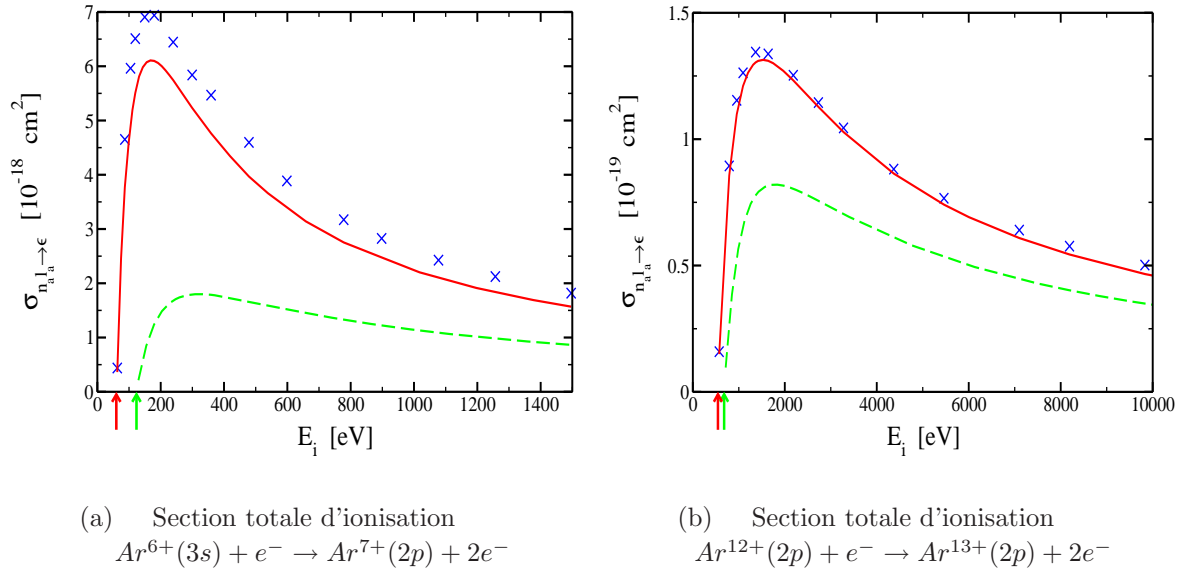 7
6
5
4
3
2
1
0
σ_{n_a l_a → ϵ} [10^{-18} cm^2]
0 200 400 600 800 1000 1200 1400
E_i [eV]
1.5
1
0.5
0
σ_{n_a l_a → ϵ} [10^{-19} cm^2]
0 2000 4000 6000 8000 10000
E_i [eV]
(a) Section totale d'ionisation
Ar^{6+}(3s) + e^- → Ar^{7+}(2p) + 2e^-
(b) Section totale d'ionisation
Ar^{12+}(2p) + e^- → Ar^{13+}(2p) + 2e^-